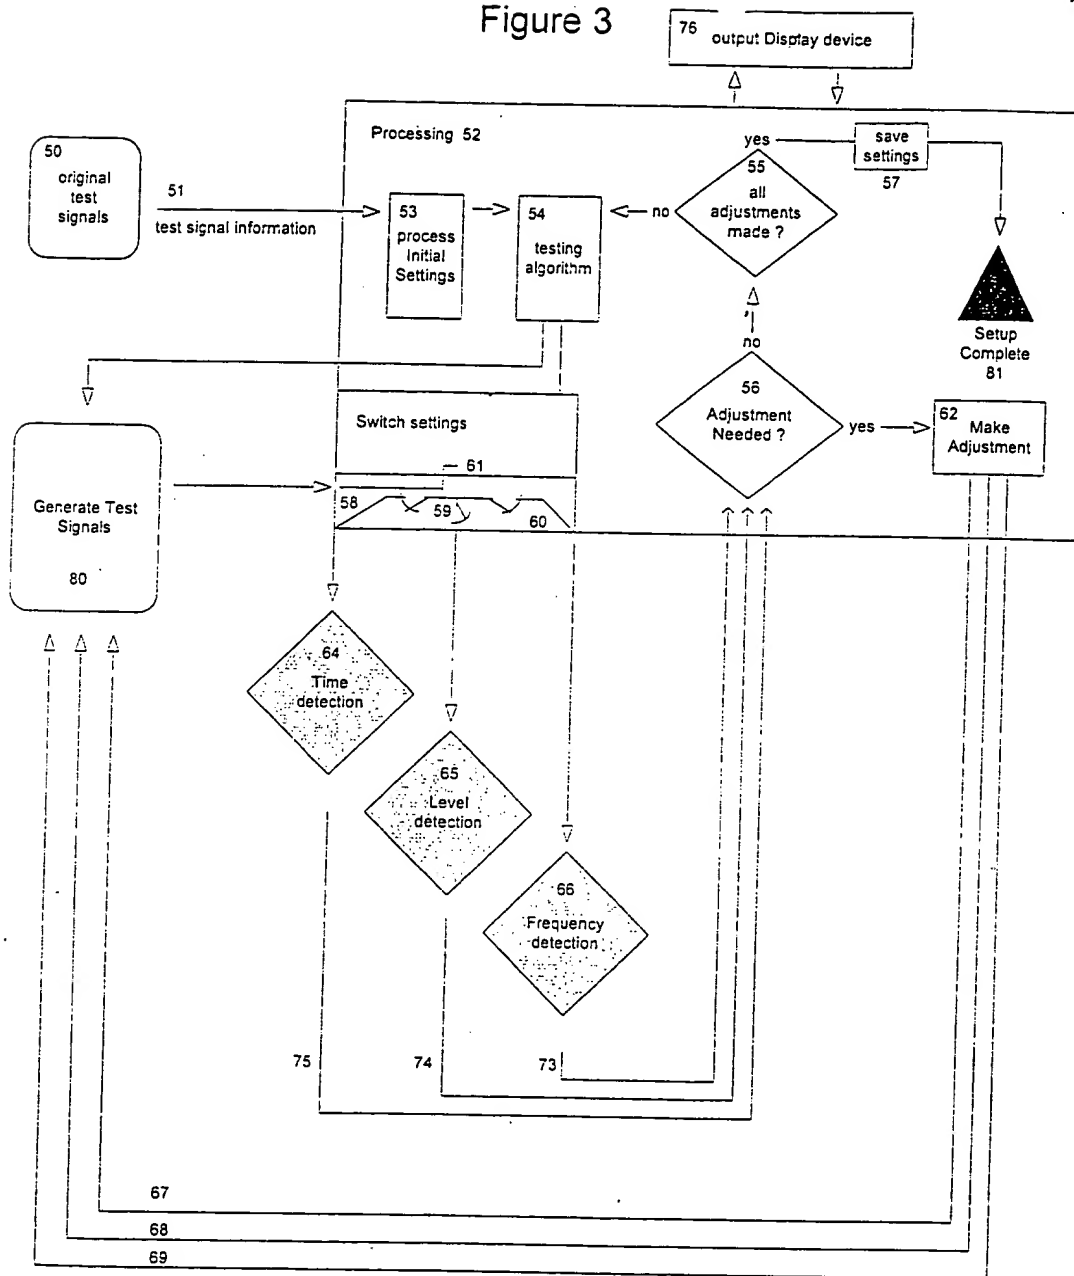 Figure 3
76 output Display device
Processing 52
yes
save
settings
57
50
original
test
signals
51
test signal information
53
process
Initial
Settings
54
testing
algorithm
no
55
all
adjustments
made ?
Setup
Complete
81
no
56
Adjustment
Needed ?
yes
62
Make
Adjustment
Switch settings
61
58
59
60
Generate Test
Signals
80
64
Time
detection
65
Level
detection
66
Frequency
detection
75
74
73
67
68
69